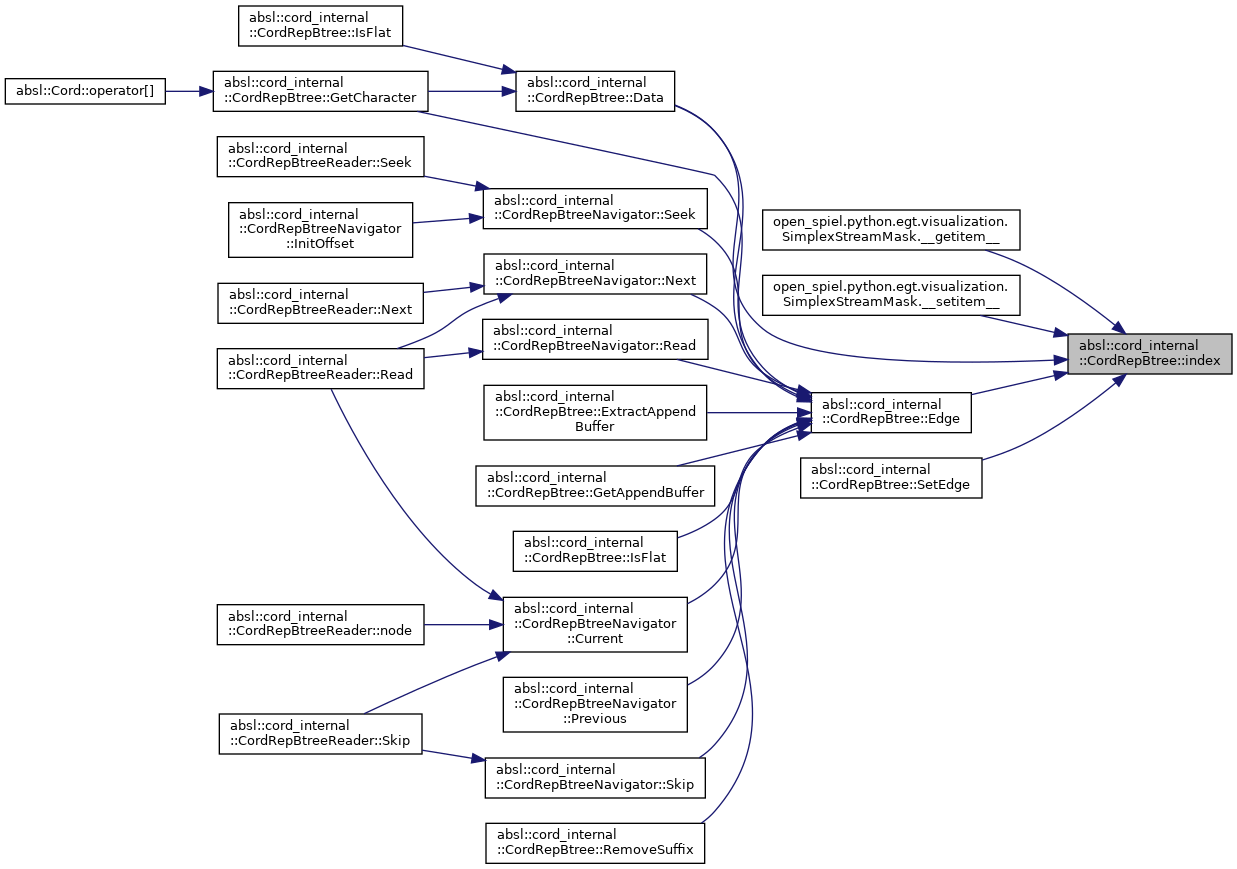 absl::cord_internal
::CordRepBtree::IsFlat
absl::Cord::operator[]
absl::cord_internal
::CordRepBtree::GetCharacter
absl::cord_internal
::CordRepBtree::Data
absl::cord_internal
::CordRepBtreeReader::Seek
absl::cord_internal
::CordRepBtreeNavigator::Seek
absl::cord_internal
::CordRepBtreeNavigator
::InitOffset
open_spiel.python.egt.visualization.
SimplexStreamMask.__getitem__
absl::cord_internal
::CordRepBtreeNavigator::Next
absl::cord_internal
::CordRepBtreeReader::Next
open_spiel.python.egt.visualization.
SimplexStreamMask.__setitem__
absl::cord_internal
::CordRepBtreeNavigator::Read
absl::cord_internal
::CordRepBtreeReader::Read
absl::cord_internal
::CordRepBtree::index
absl::cord_internal
::CordRepBtree::ExtractAppend
Buffer
absl::cord_internal
::CordRepBtree::Edge
absl::cord_internal
::CordRepBtree::GetAppendBuffer
absl::cord_internal
::CordRepBtree::SetEdge
absl::cord_internal
::CordRepBtree::IsFlat
absl::cord_internal
::CordRepBtreeNavigator
::Current
absl::cord_internal
::CordRepBtreeReader::node
absl::cord_internal
::CordRepBtreeNavigator
::Previous
absl::cord_internal
::CordRepBtreeReader::Skip
absl::cord_internal
::CordRepBtreeNavigator::Skip
absl::cord_internal
::CordRepBtree::RemoveSuffix